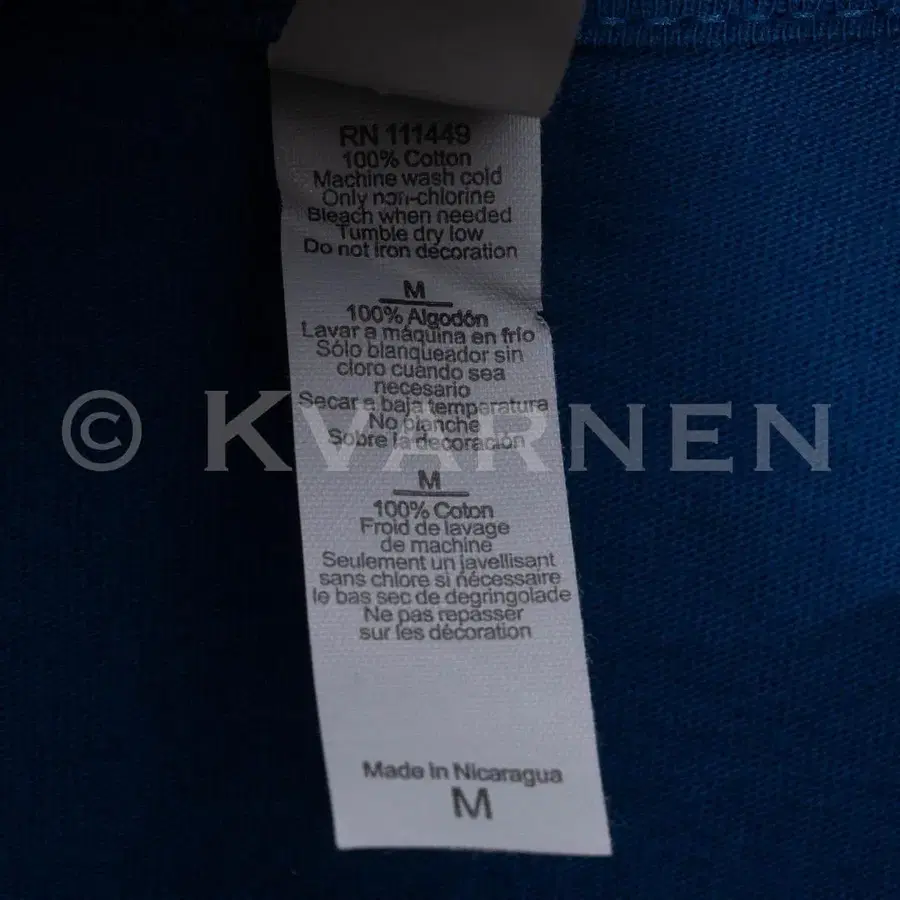 RN 111449
100% Cotton
Machine wash cold
Only non-chlorine
Bleach when needed
Tumble dry low
Do not iron decoration
M
100% Algodón
Lavar a máquina en frío
Sólo blanqueador sin
cloro cuando sea
necesario
Secar a baja temperatura
No planche
Sobre la decoración
© KVARNEN
M
100% Coton
Froid de lavage
de machine
Seulement un javellisant
sans chlore si nécessaire
le bas sec de degringolade
Ne pas repasser
sur les décoration
Made in Nicaragua
M